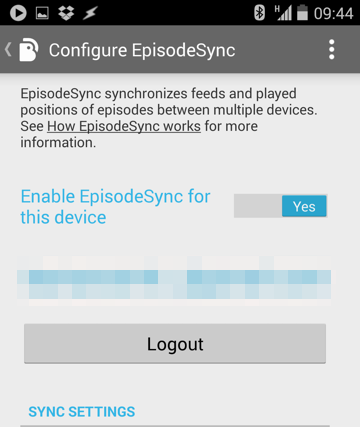 H
09:44
Configure EpisodeSync
EpisodeSync synchronizes feeds and played
positions of episodes between multiple devices.
See How EpisodeSync works for more
information.
Enable EpisodeSync for
this device
Yes
Logout
SYNC SETTINGS